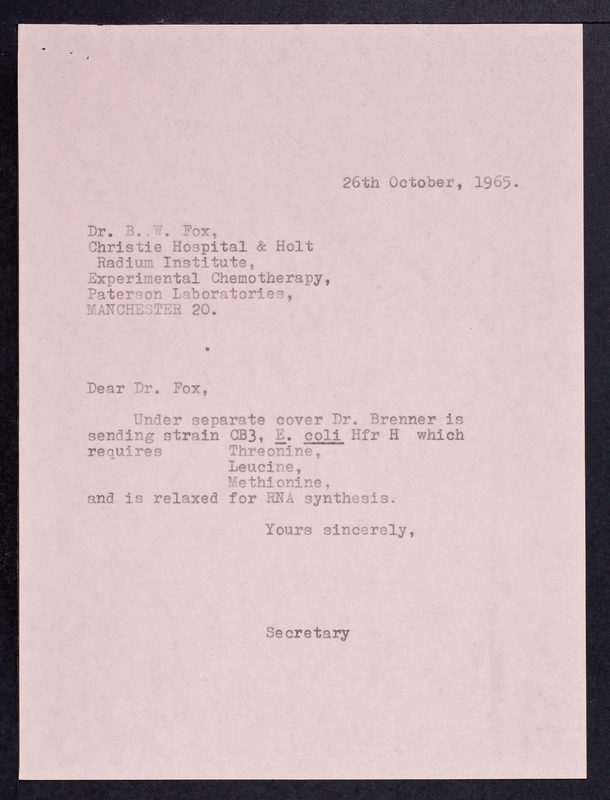 26th October, 1965.
Dr. B. W. Fox,
Christie Hospital & Holt
Radium Institute,
Experimental Chemotherapy,
Paterson Laboratories,
MANCHESTER 20.
Dear Dr. Fox,
Under separate cover Dr. Brenner is
sending strain CB3, E. coli Hfr H which
requires Threonine,
Leucine,
Methionine,
and is relaxed for RNA synthesis.
Yours sincerely,
Secretary